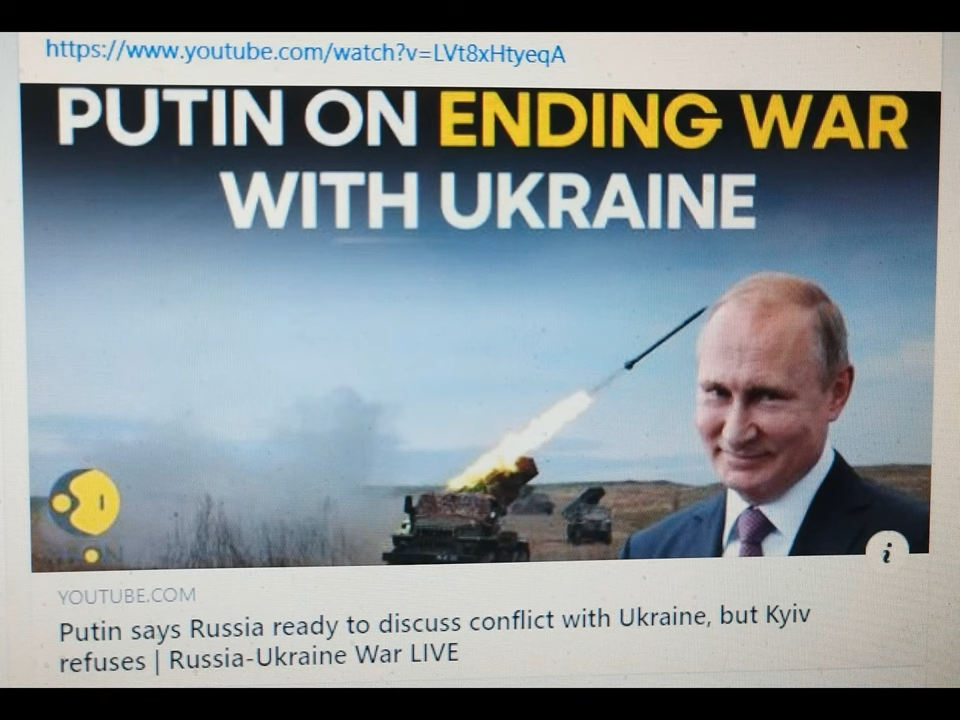 https://www.youtube.com/watch?v=LVt8xHtyeqA
PUTIN ON ENDING WAR
WITH UKRAINE
i
YOUTUBE.COM
Putin says Russia ready to discuss conflict with Ukraine, but Kyiv
refuses | Russia-Ukraine War LIVE